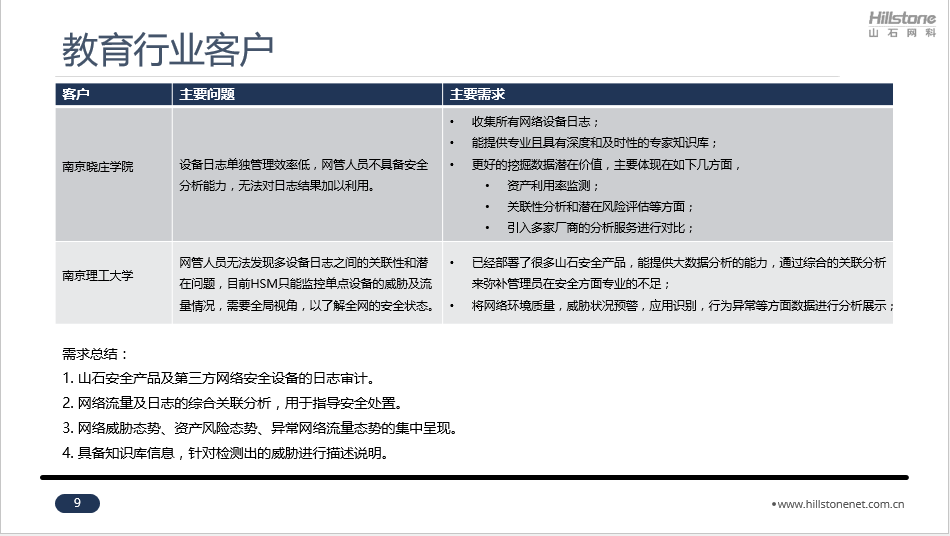 Hillstone
山石网科
教育行业客户
客户 主要问题 主要需求
南京晓庄学院
设备日志单独管理效率低，网管人员不具备安全
分析能力，无法对日志结果加以利用。
• 收集所有网络设备日志；
• 能提供专业且具有深度和及时性的专家知识库；
• 更好的挖掘数据潜在价值，主要体现在如下几方面，
• 资产利用率监测；
• 关联性分析和潜在风险评估等方面；
• 引入多家厂商的分析服务进行对比；
南京理工大学
网管人员无法发现多设备日志之间的关联性和潜
在问题，目前HSM只能监控单点设备的威胁及流
量情况，需要全局视角，以了解全网的安全状态。
• 已经部署了很多山石安全产品，能提供大数据分析的能力，通过综合的关联分析
来弥补管理员在安全方面专业的不足；
• 将网络环境质量，威胁状况预警，应用识别，行为异常等方面数据进行分析展示；
需求总结：
1. 山石安全产品及第三方网络安全设备的日志审计。
2. 网络流量及日志的综合关联分析，用于指导安全处置。
3. 网络威胁态势、资产风险态势、异常网络流量态势的集中呈现。
4. 具备知识库信息，针对检测出的威胁进行描述说明。
9
•www.hillstonenet.com.cn